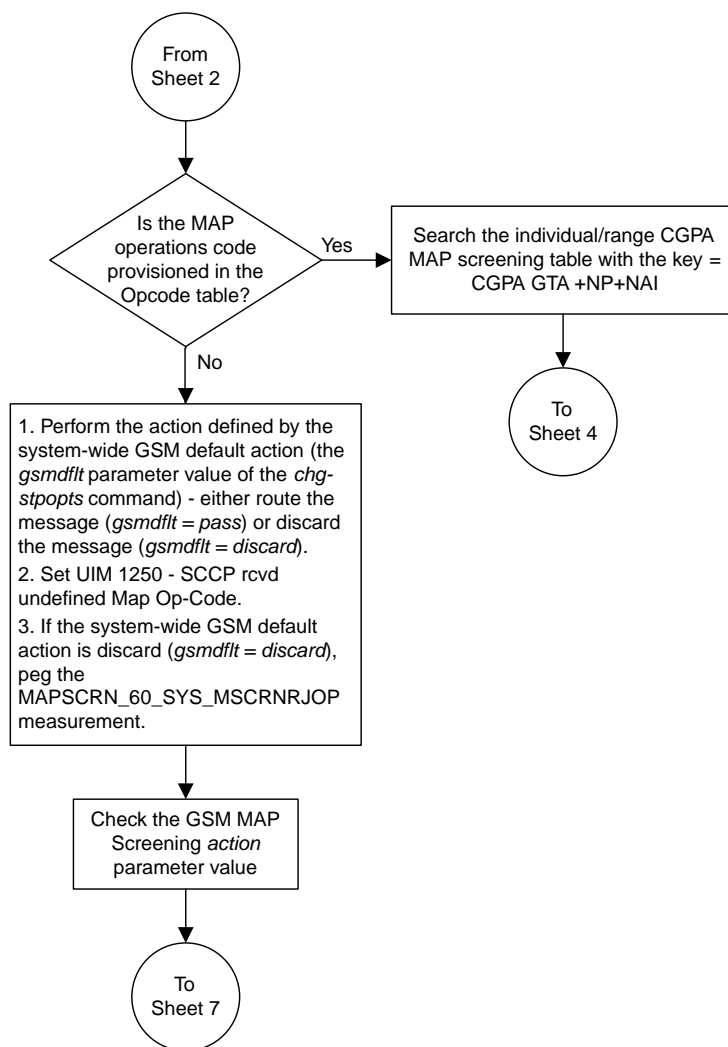 From
Sheet 2
Is the MAP
operations code
provisioned in the
Opcode table?
Yes
Search the individual/range CGPA
MAP screening table with the key =
CGPA GTA +NP+NAI
To
Sheet 4
No
1. Perform the action defined by the
system-wide GSM default action (the
gsmdflt parameter value of the chg-
stpopts command) - either route the
message (gsmdflt = pass) or discard
the message (gsmdflt = discard).
2. Set UIM 1250 - SCCP rcvd
undefined Map Op-Code.
3. If the system-wide GSM default
action is discard (gsmdflt = discard),
peg the
MAPSCRN_60_SYS_MSCRNRJOP
measurement.
Check the GSM MAP
Screening action
parameter value
To
Sheet 7